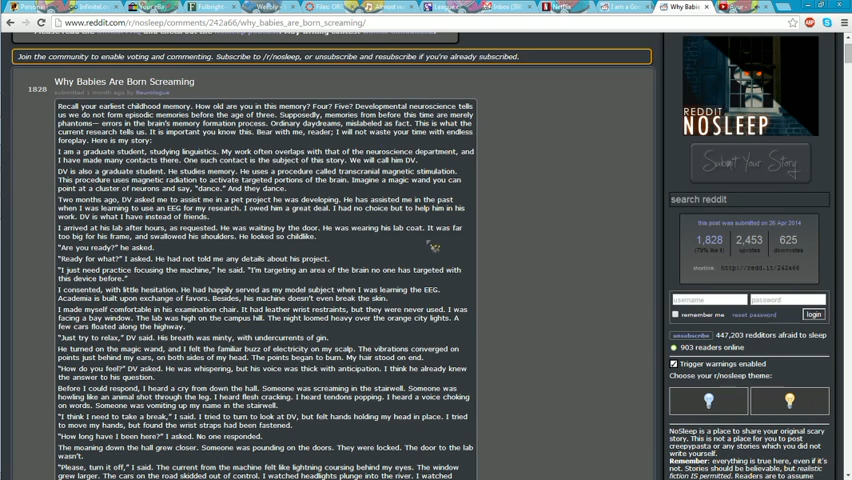 Personal
InfiniteLo
Your eBa
Fulbright
Weebly -
Files: OR
Almost w
League
Inbox (3
Netflix
I am a Go
Why Bab
Ayur -
www.reddit.com/r/nosleep/comments/242a66/why_babies_are_born_screaming/
Join the community to enable voting and commenting. Subscribe to /r/nosleep, or unsubscribe and resubscribe if you're already subscribed.
1828
Why Babies Are Born Screaming
submitted 1 month ago by Reurologue
Recall your earliest childhood memory. How old are you in this memory? Four? Five? Developmental neuroscience tells
us we do not form episodic memories before the age of three. Supposedly, memories from before this time are merely
phantoms— errors in the brain's memory formation process. Ordinary daydreams, mislabeled as fact. This is what the
current research tells us. It is important you know this. Bear with me, reader; I will not waste your time with endless
foreplay. Here is my story:
I am a graduate student, studying linguistics. My work often overlaps with that of the neuroscience department, and
I have made many contacts there. One such contact is the subject of this story. We will call him DV.
DV is also a graduate student. He studies memory. He uses a procedure called transcranial magnetic stimulation.
This procedure uses magnetic radiation to activate targeted portions of the brain. Imagine a magic wand you can
point at a cluster of neurons and say, "dance." And they dance.
Two months ago, DV asked me to assist me in a pet project he was developing. He has assisted me in the past
when I was learning to use an EEG for my research. I owed him a great deal. I had no choice but to help him in his
work. DV is what I have instead of friends.
I arrived at his lab after hours, as requested. He was waiting by the door. He was wearing his lab coat. It was far
too big for his frame, and swallowed his shoulders. He looked so childlike.
"Are you ready?" he asked.
"Ready for what?" I asked. He had not told me any details about his project.
"I just need practice focusing the machine," he said. "I'm targeting an area of the brain no one has targeted with
this device before."
I consented, with little hesitation. He had happily served as my model subject when I was learning the EEG.
Academia is built upon exchange of favors. Besides, his machine doesn't even break the skin.
I made myself comfortable in his examination chair. It had leather wrist restraints, but they were never used. I was
facing a bay window. The lab was high on the campus hill. The night loomed heavy over the orange city lights. A
few cars floated along the highway.
"Just try to relax," DV said. His breath was minty, with undercurrents of gin.
He turned on the magic wand, and I felt the familiar buzz of electricity on my scalp. The vibrations converged on
points just behind my ears, on both sides of my head. The points began to turn. My hair stood on end.
"How do you feel?" DV asked. He was whispering, but his voice was thick with anticipation. I think he already knew
the answer to his question.
Before I could respond, I heard a cry from down the hall. Someone was screaming in the stairwell. Someone was
howling like an animal shot through the leg. I heard flesh cracking. I heard tendons popping. I heard a voice choking
on words. Someone was vomiting up my name in the stairwell.
"I think I need to take a break," I said. I tried to turn to look at DV, but felt hands holding my head in place. I tried
to move my hands, but found the wrist straps had been fastened.
"How long have I been here?" I asked. No one responded.
The moaning down the hall grew closer. Someone was pounding on the doors. They were locked. The door to the lab
wasn't.
"Please, turn it off," I said. The current from the machine felt like lightning coursing behind my eyes. The window
grew larger. The cars on the road skidded out of control. I watched headlights plunge into the river. I watched
REDDIT
NOSLEEP
Submit Your Story
search reddit
this post was submitted on 26 Apr 2014
1,828 2,453 625
(79% like it) upvotes downvotes
shortlink: http://redd.it/242a66
username password
remember me reset password login
unsubscribe 447,203 redditors afraid to sleep
903 readers online
Trigger warnings enabled
Choose your r/nosleep theme:
NoSleep is a place to share your original scary
story. This is not a place for you to post
creepypasta or any stories which you did not
write yourself.
Remember: everything is true here, even if it's
not. Stories should be believable, but realistic
fiction IS permitted. Readers are to assume